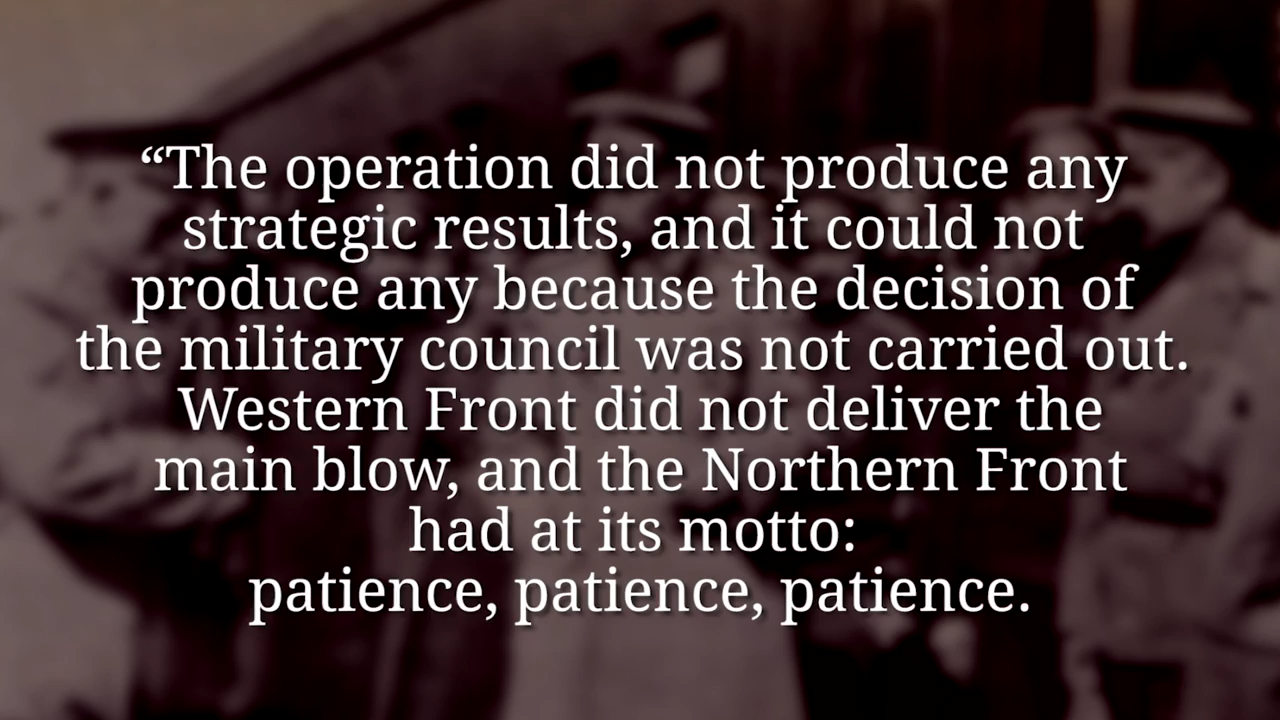 “The operation did not produce any
strategic results, and it could not
produce any because the decision of
the military council was not carried out.
Western Front did not deliver the
main blow, and the Northern Front
had at its motto:
patience, patience, patience.